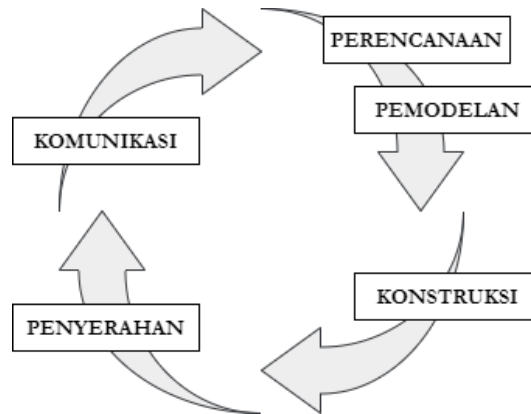 PERENCANAAN
PEMODELAN
KOMUNIKASI
KONSTRUKSI
PENYERAHAN